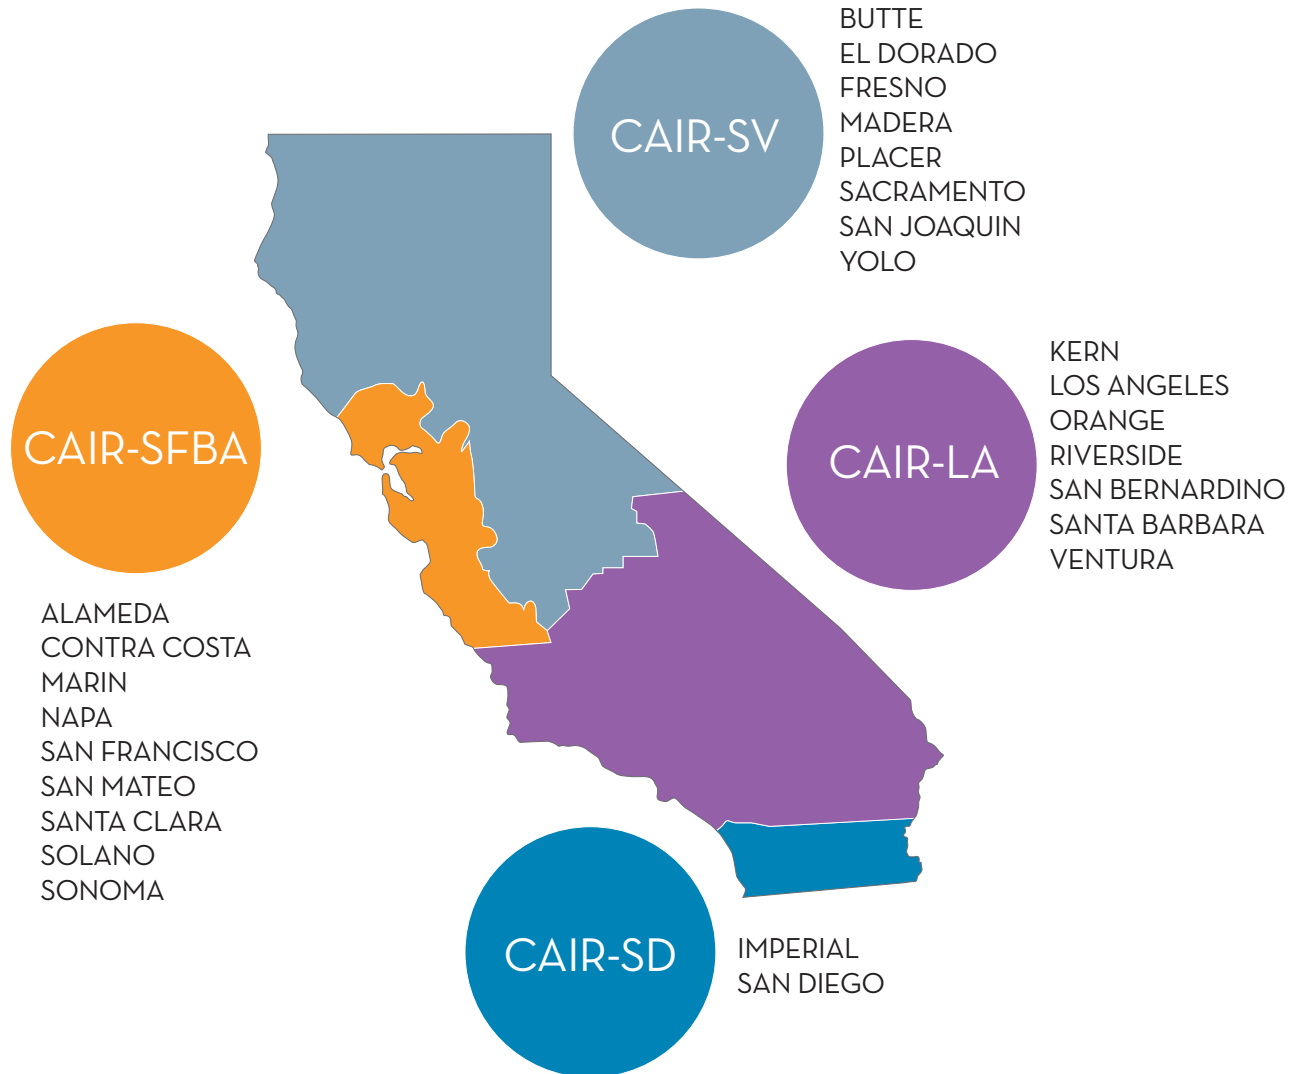 CAIR-SV
BUTTE
EL DORADO
FRESNO
MADERA
PLACER
SACRAMENTO
SAN JOAQUIN
YOLO
CAIR-SFBA
ALAMEDA
CONTRA COSTA
MARIN
NAPA
SAN FRANCISCO
SAN MATEO
SANTA CLARA
SOLANO
SONOMA
CAIR-LA
KERN
LOS ANGELES
ORANGE
RIVERSIDE
SAN BERNARDINO
SANTA BARBARA
VENTURA
CAIR-SD
IMPERIAL
SAN DIEGO